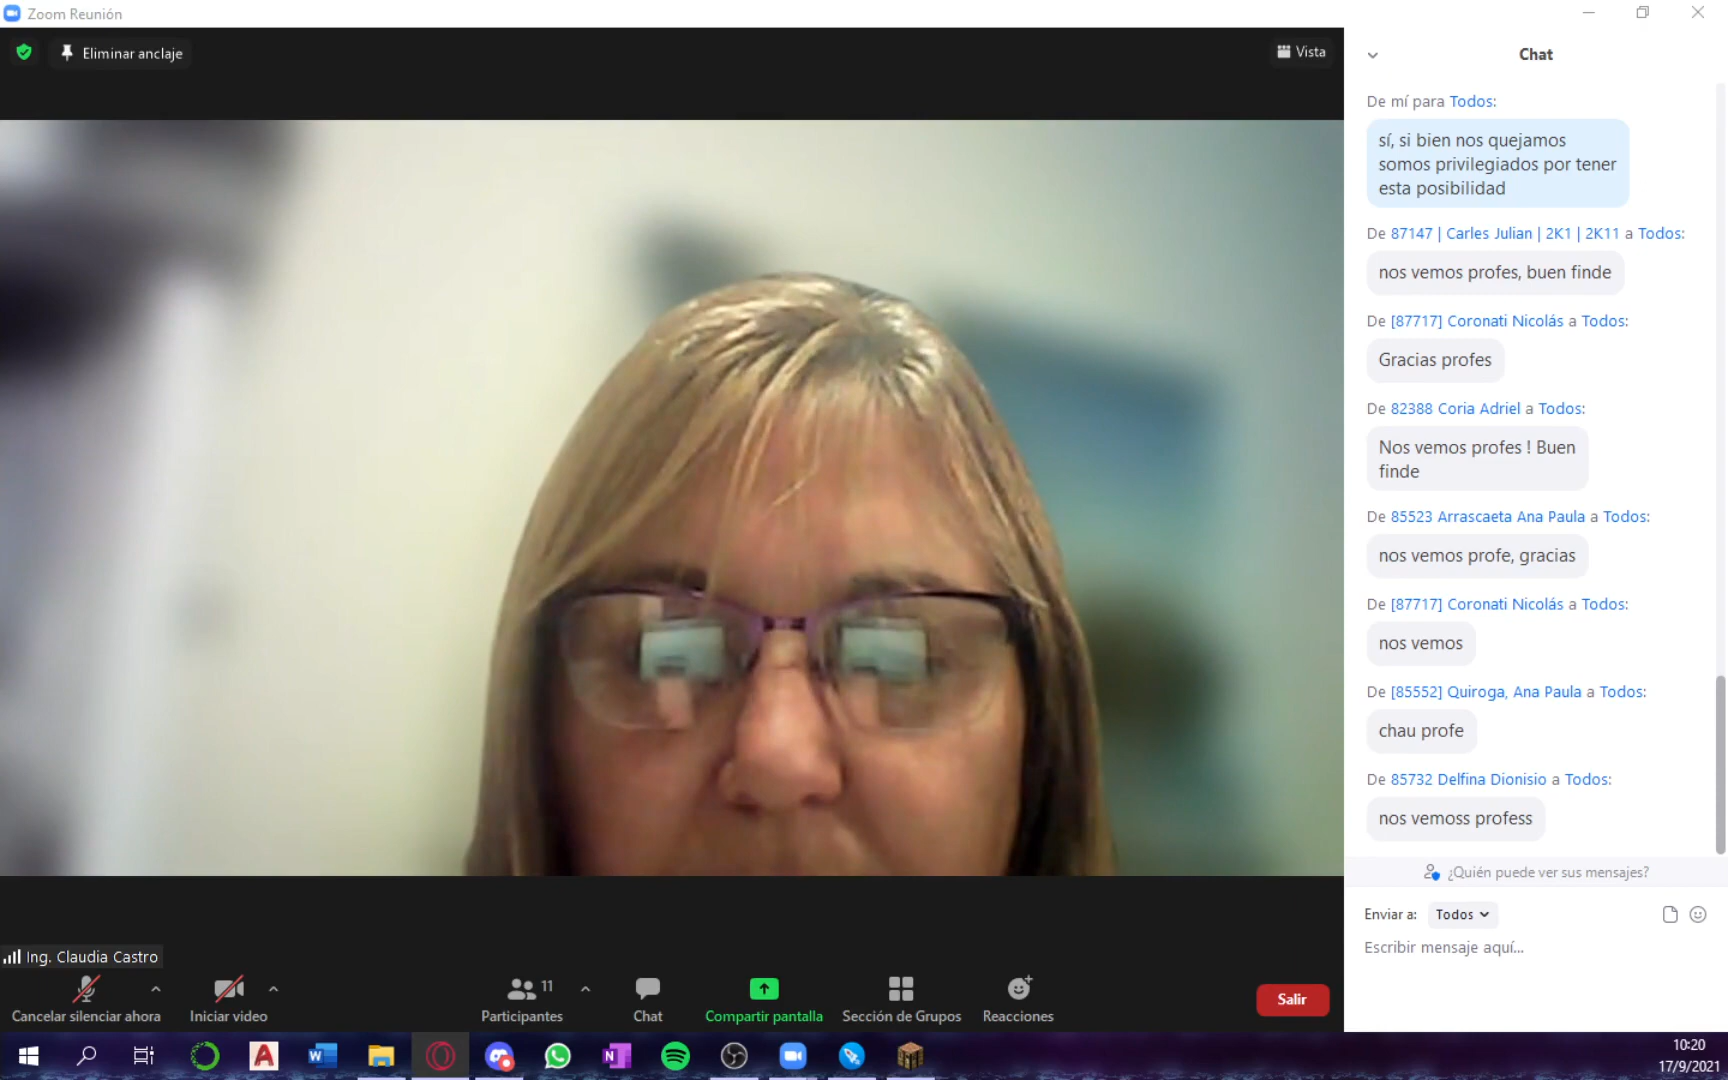 Zoom Reunión
Eliminar anclaje
Vista
Chat
De mí para Todos:
sí, si bien nos quejamos
somos privilegiados por tener
esta posibilidad
De 87147 | Carles Julian | 2K1 | 2K11 a Todos:
nos vemos profes, buen finde
De [87717] Coronati Nicolás a Todos:
Gracias profes
De 82388 Coria Adriel a Todos:
Nos vemos profes ! Buen
finde
De 85523 Arrascaeta Ana Paula a Todos:
nos vemos profe, gracias
De [87717] Coronati Nicolás a Todos:
nos vemos
De [85552] Quiroga, Ana Paula a Todos:
chau profe
De 85732 Delfina Dionisio a Todos:
nos vemoss profess
¿Quién puede ver sus mensajes?
Enviar a: Todos
Escribir mensaje aquí...
Ing. Claudia Castro
Cancelar silenciar ahora
Iniciar video
11
Participantes
Chat
Compartir pantalla
Sección de Grupos
Reacciones
Salir
A
W
N
10:20
17/9/2021